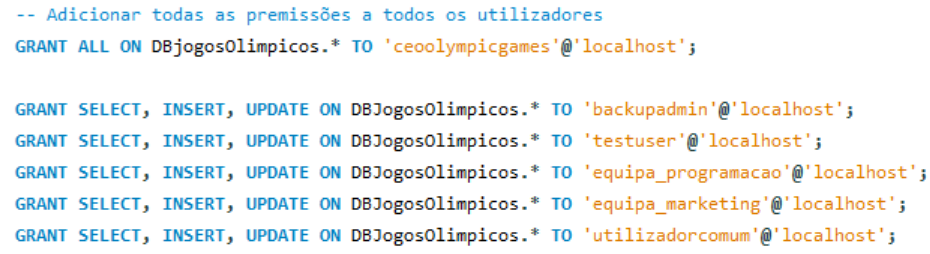 -- Adicionar todas as premissões a todos os utilizadores
GRANT ALL ON DBjogosOlimpicos.* TO 'ceoolympicgames'@'localhost';
GRANT SELECT, INSERT, UPDATE ON DBJogosOlimpicos.* TO 'backupadmin'@'localhost';
GRANT SELECT, INSERT, UPDATE ON DBJogosOlimpicos.* TO 'testuser'@'localhost';
GRANT SELECT, INSERT, UPDATE ON DBJogosOlimpicos.* TO 'equipa_programacao'@'localhost';
GRANT SELECT, INSERT, UPDATE ON DBJogosOlimpicos.* TO 'equipa_marketing'@'localhost';
GRANT SELECT, INSERT, UPDATE ON DBJogosOlimpicos.* TO 'utilizadorcomum'@'localhost';